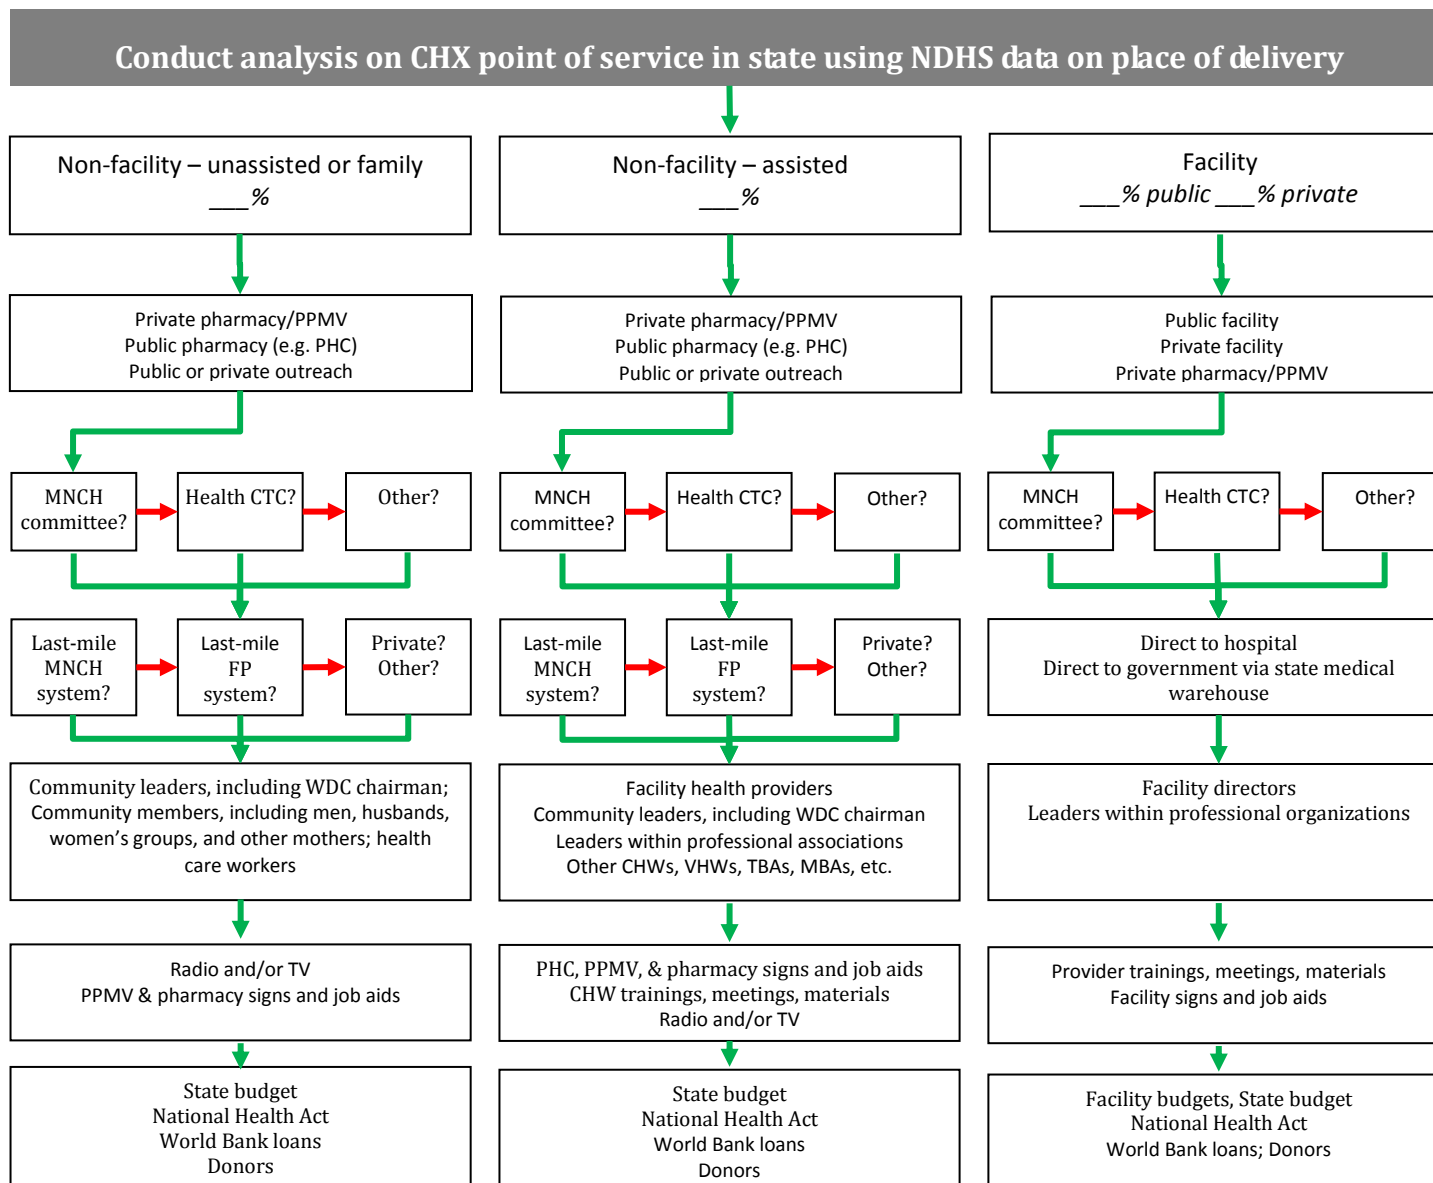 Conduct analysis on CHX point of service in state using NDHS data on place of delivery
Non-facility – unassisted or family
___%
Non-facility – assisted
___%
Facility
___% public ___% private
Private pharmacy/PPMV
Public pharmacy (e.g. PHC)
Public or private outreach
Private pharmacy/PPMV
Public pharmacy (e.g. PHC)
Public or private outreach
Public facility
Private facility
Private pharmacy/PPMV
MNCH
committee?
Health CTC?
Other?
MNCH
committee?
Health CTC?
Other?
MNCH
committee?
Health CTC?
Other?
Last-mile
MNCH
system?
Last-mile
FP
system?
Private?
Other?
Last-mile
MNCH
system?
Last-mile
FP
system?
Private?
Other?
Direct to hospital
Direct to government via state medical
warehouse
Community leaders, including WDC chairman;
Community members, including men, husbands,
women’s groups, and other mothers; health
care workers
Facility health providers
Community leaders, including WDC chairman
Leaders within professional associations
Other CHWs, VHWs, TBAs, MBAs, etc.
Facility directors
Leaders within professional organizations
Radio and/or TV
PPMV & pharmacy signs and job aids
PHC, PPMV, & pharmacy signs and job aids
CHW trainings, meetings, materials
Radio and/or TV
Provider trainings, meetings, materials
Facility signs and job aids
State budget
National Health Act
World Bank loans
Donors
State budget
National Health Act
World Bank loans
Donors
Facility budgets, State budget
National Health Act
World Bank loans; Donors